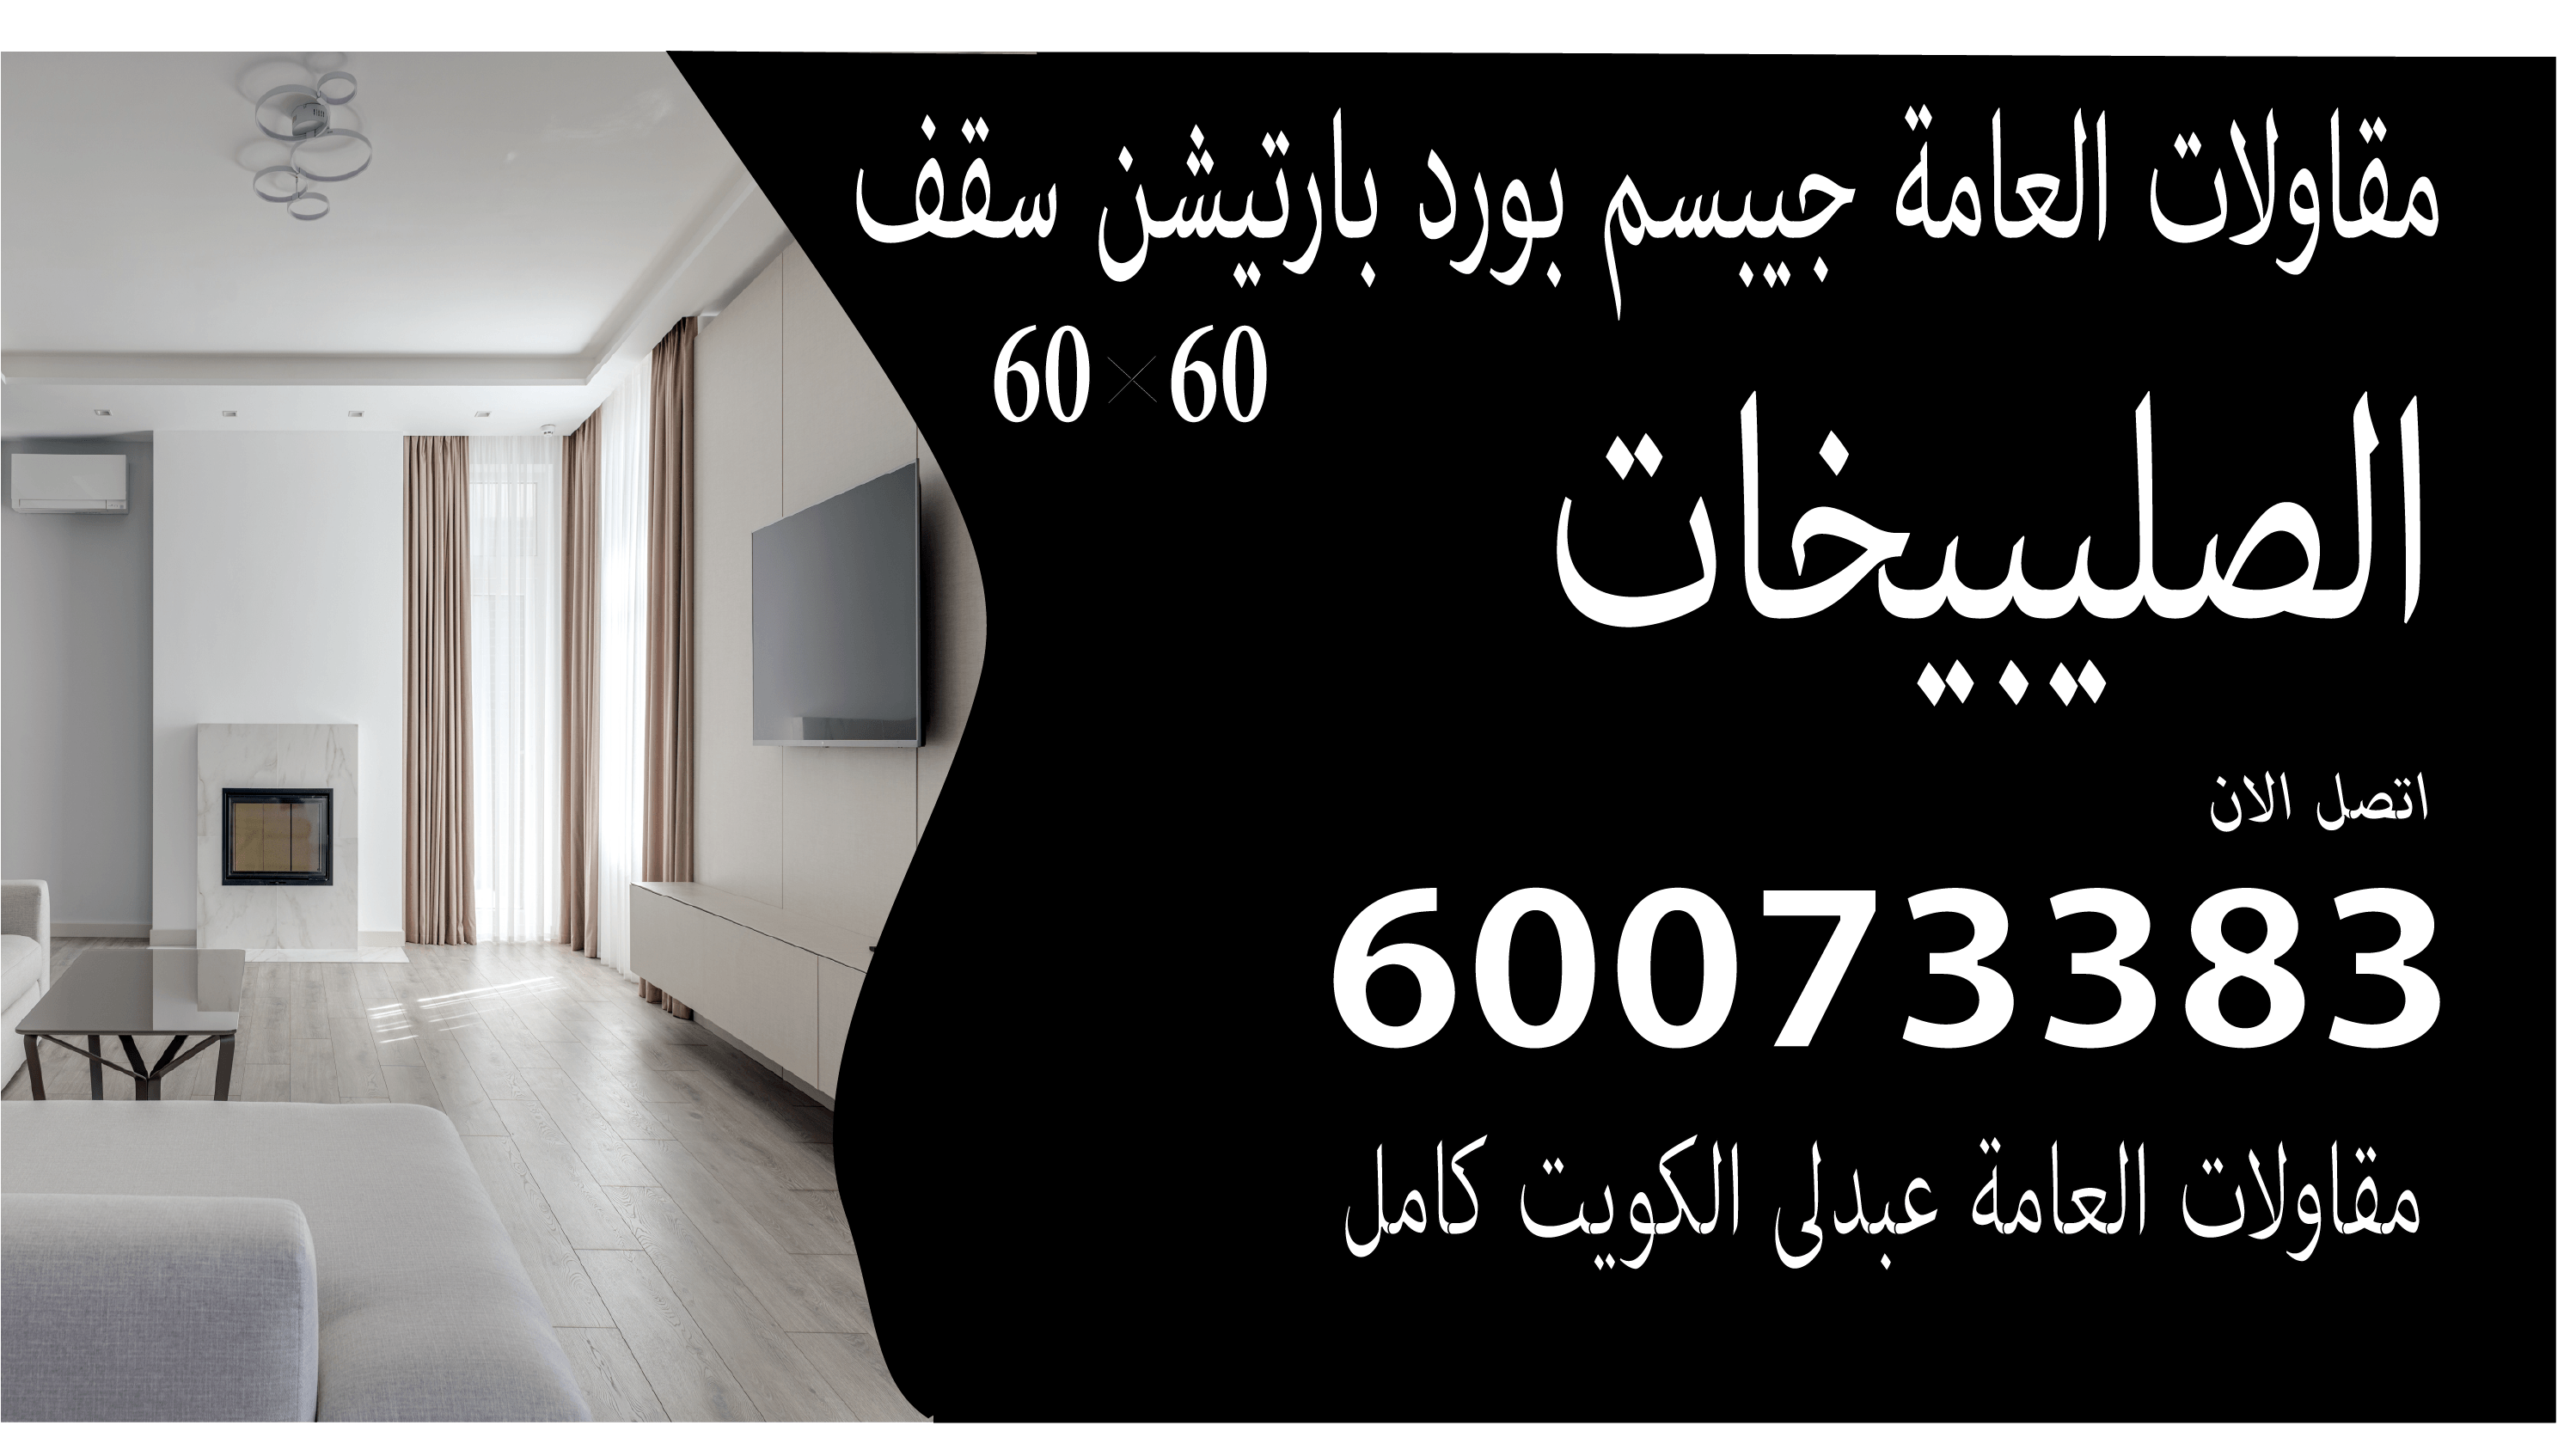 مقاولات العامة جيبسم بورد بارتيشن سقف
60×60
الصليبيخات
اتصل الان
60073383
مقاولات العامة عبدلى الكويت كامل